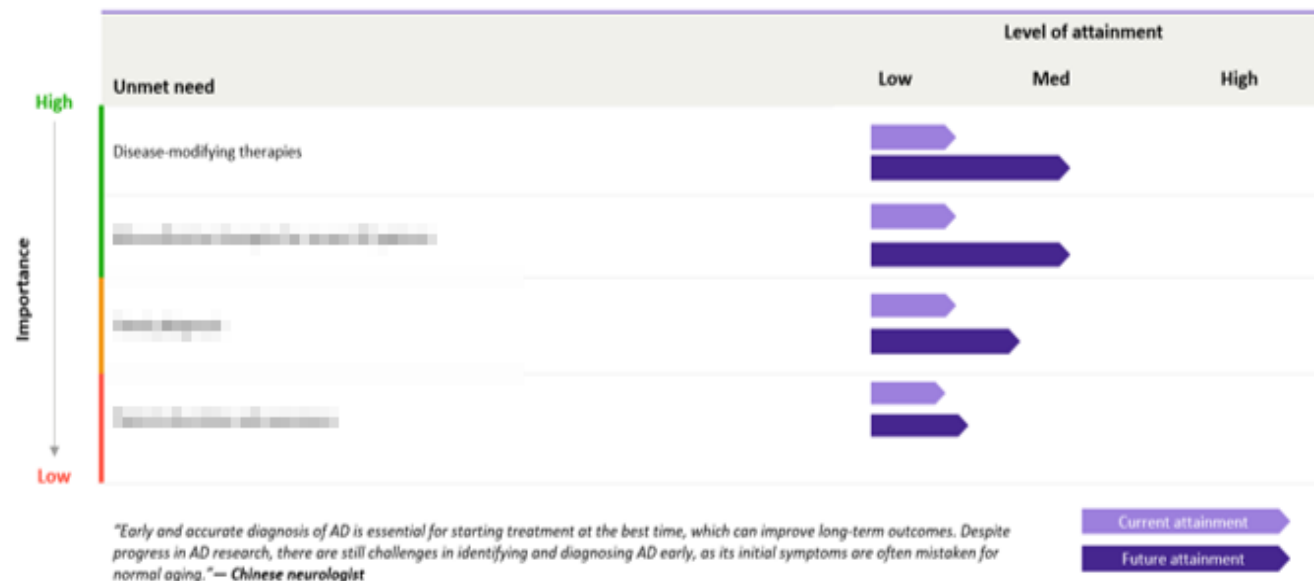 Level of attainment
Unmet need
Low Med High
High
Disease-modifying therapies
Importance
Low
"Early and accurate diagnosis of AD is essential for starting treatment at the best time, which can improve long-term outcomes. Despite
progress in AD research, there are still challenges in identifying and diagnosing AD early, as its initial symptoms are often mistaken for
normal aging."— Chinese neurologist
Current attainment
Future attainment